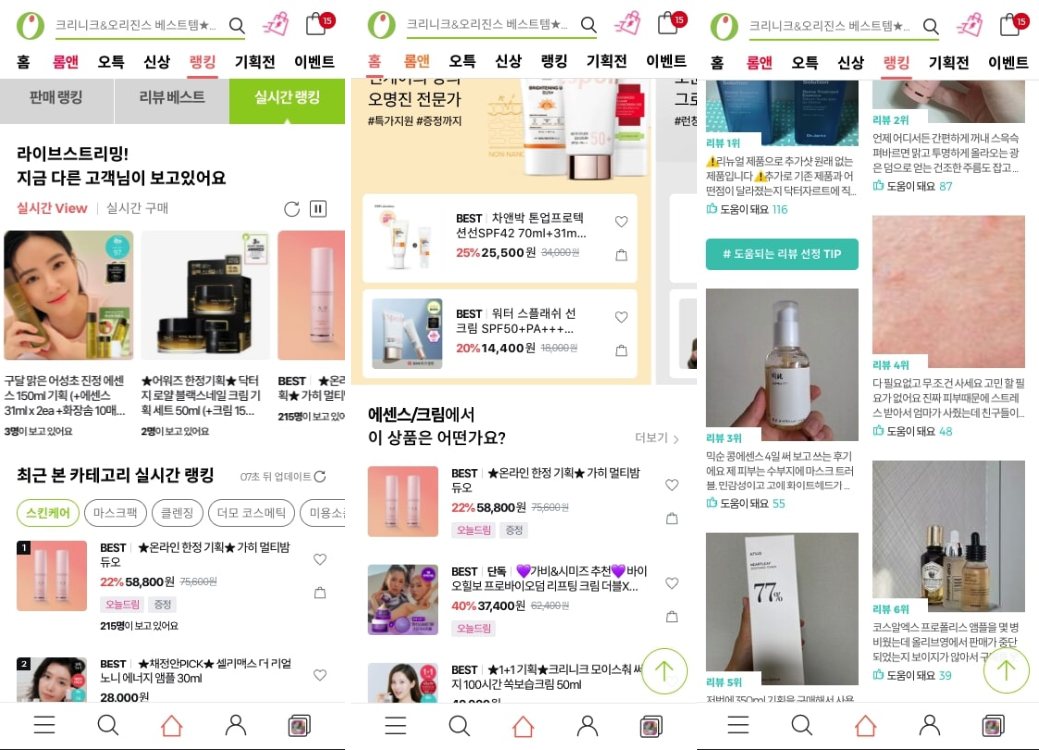 크리니크&오리진스 베스트템★...
15
홈 롬앤 오특 신상 랭킹 기획전 이벤트
판매 랭킹
리뷰 베스트
실시간 랭킹
라이브스트리밍!
지금 다른 고객님이 보고있어요
실시간 View | 실시간 구매
구달 맑은 어성초 진정 에센
스 150ml 기획 (+에센스
31ml x 2ea +화장솜 10매...
3명이 보고 있어요
★어워즈 한정기획★ 닥터
지 로얄 블랙스네일 크림 기
획 세트 50ml (+크림 15...
2명이 보고 있어요
BEST | ★온라
획★ 가히 멀티
215명이 보고 있어
최근 본 카테고리 실시간 랭킹
07초 뒤 업데이트
스킨케어
마스크팩
클렌징
더모 코스메틱
미용소
1
BEST | ★온라인 한정 기획★ 가히 멀티밤
듀오
22% 58,800원 75,600원
오늘드림 증정
215명이 보고 있어요
2
BEST | ★채정안PICK★ 셀리맥스 더 리얼
노니 에너지 앰플 30ml
28,000원
크리니크&오리진스 베스트템★...
15
홈 롬앤 오특 신상 랭킹 기획전 이벤트
오명진 전문가
#특가지원 #증정까지
BRIGHTENING U
50+
NON NANO
그로
#런칭
BEST | 차앤박 톤업프로텍
션선SPF42 70ml+31m...
25% 25,500원 34,000원
BEST | 워터 스플래쉬 선
크림 SPF50+PA+++...
20% 14,400원 18,000원
에센스/크림에서
이 상품은 어떤가요?
더보기
BEST | ★온라인 한정 기획★ 가히 멀티밤
듀오
22% 58,800원 75,600원
오늘드림 증정
BEST | 단독 | 💜가비&시미즈 추천💜 바이
오힐보 프로바이오덤 리프팅 크림 더블X...
40% 37,400원 62,400원
오늘드림
1+1
BEST | ★1+1 기획★크리니크 모이스춰 써
지 100시간 쏙보습크림 50ml
크리니크&오리진스 베스트템★...
15
홈 롬앤 오특 신상 랭킹 기획전 이벤트
Solution
Dr.Jart+
리뷰 1위
⚠️리뉴얼 제품으로 추가샷 원래 없는
제품입니다 ⚠️추가로 기존 제품과 어
떤점이 달라졌는지 닥터자르트에 직...
도움이 돼요 116
# 도움되는 리뷰 선정 TIP
리뷰 3위
믹순 콩에센스 4일 써 보고 쓰는 후기
에요 제 피부는 수부지에 마스크 트러
블, 민감성이고 고에 화이트헤드가 ...
도움이 돼요 55
HEARTLEAF
77%
리뷰 5위
저번에 350ml 기획을 구매해서 사용
리뷰 2위
언제 어디서든 간편하게 꺼내 스윽슥
펴바르면 맑고 투명하게 올라오는 광
은 덤으로 얻는 건조한 주름도 잡고...
도움이 돼요 87
리뷰 4위
다 필요없고 무.조.건 사세요 고민 할 필
요가 없어요 진짜 피부때문에 스트레
스 받아서 엄마가 사줬는데 친구들이...
도움이 돼요 48
리뷰 6위
코스알엑스 프로폴리스 앰플을 몇 병
비웠는데 올리브영에서 판매가 중단
되었는지 보이지가 않아서 구
도움이 돼요 39